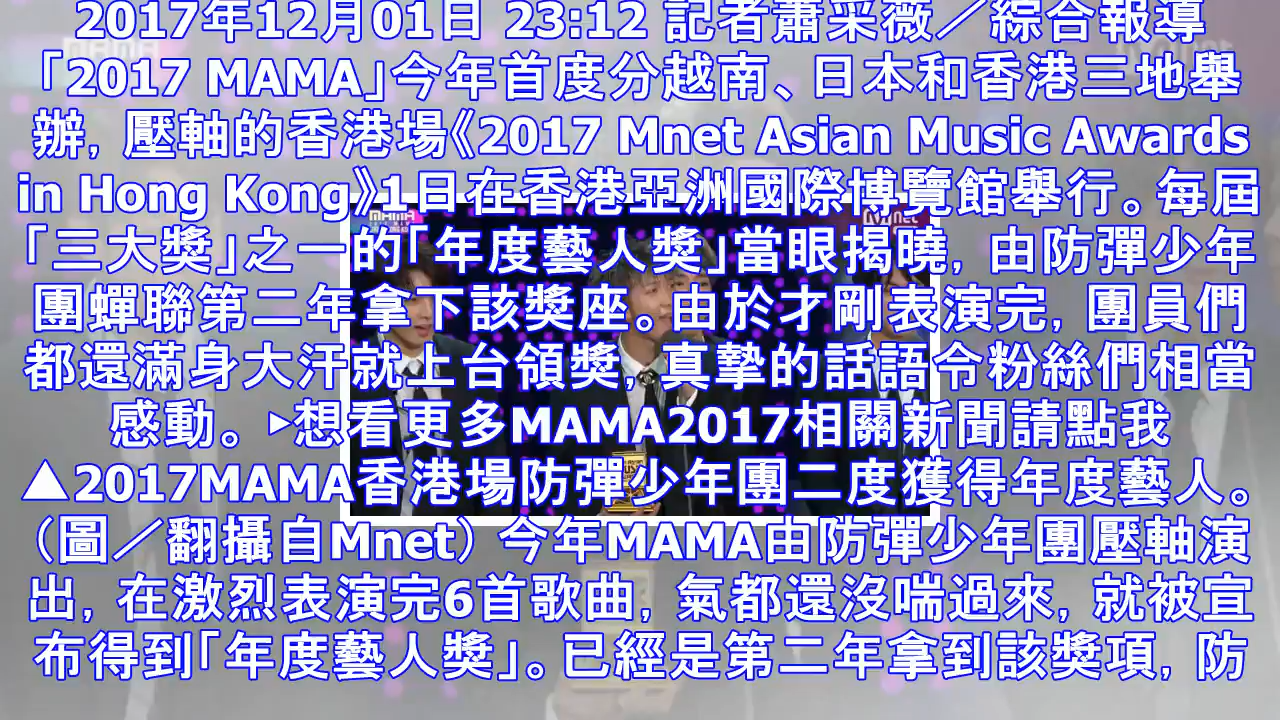 2017年12月01日 23:12 記者蕭采薇／綜合報導
「2017 MAMA」今年首度分越南、日本和香港三地舉
辦，壓軸的香港場《2017 Mnet Asian Music Awards
in Hong Kong》1日在香港亞洲國際博覽館舉行。每屆
「三大獎」之一的「年度藝人獎」當眼揭曉，由防彈少年
團蟬聯第二年拿下該獎座。由於才剛表演完，團員們
都還滿身大汗就上台領獎，真摯的話語令粉絲們相當
感動。 ▸想看更多MAMA2017相關新聞請點我
▲2017MAMA香港場防彈少年團二度獲得年度藝人。
（圖／翻攝自Mnet） 今年MAMA由防彈少年團壓軸演
出，在激烈表演完6首歌曲，氣都還沒喘過來，就被宣
布得到「年度藝人獎」。已經是第二年拿到該獎項，防
MAMA
Mnet